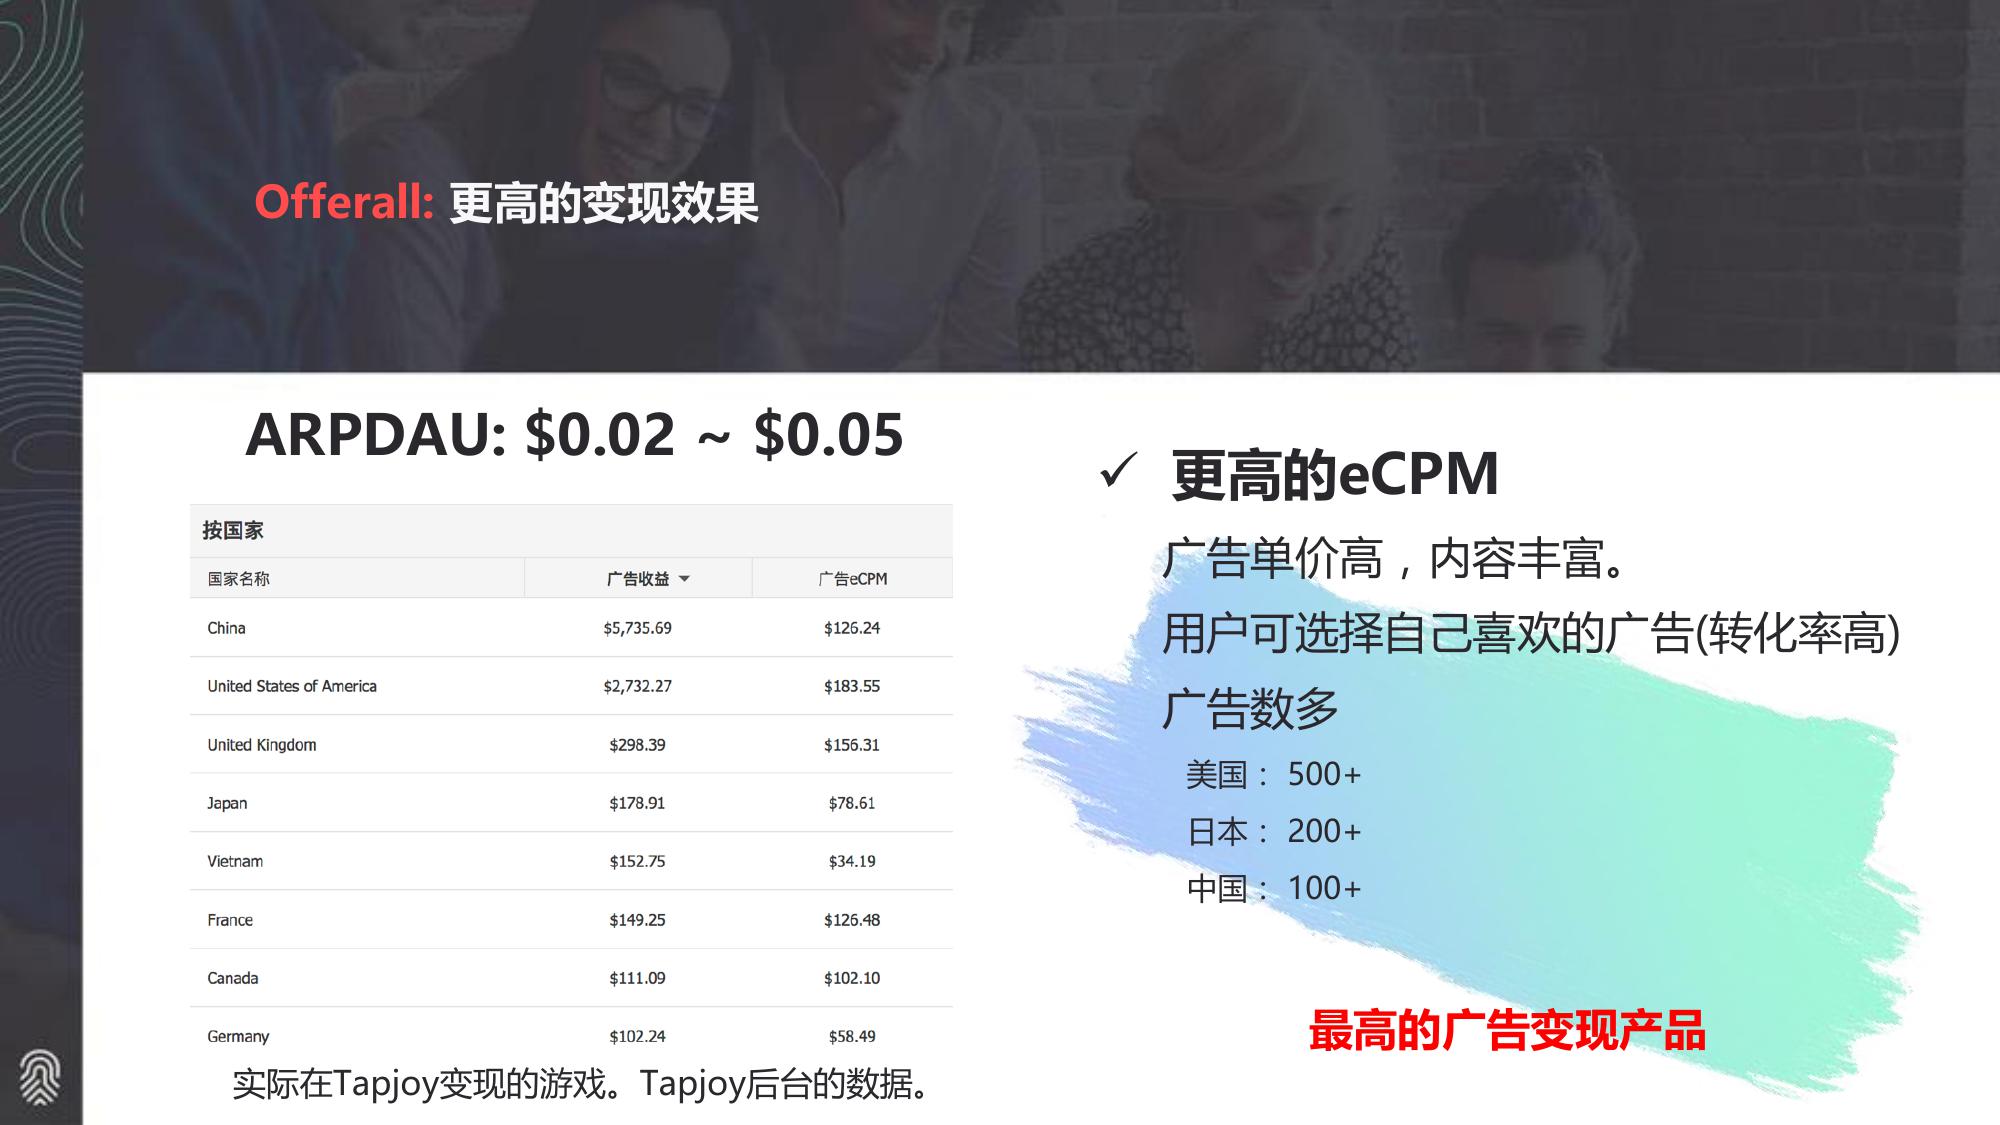 Offerall: 更高的变现效果
ARPDAU: $0.02 ~ $0.05
按国家
国家名称 广告收益 广告eCPM
China $5,735.69 $126.24
United States of America $2,732.27 $183.55
United Kingdom $298.39 $156.31
Japan $178.91 $78.61
Vietnam $152.75 $34.19
France $149.25 $126.48
Canada $111.09 $102.10
Germany $102.24 $58.49
实际在Tapjoy变现的游戏。Tapjoy后台的数据。
✓ 更高的eCPM
广告单价高，内容丰富。
用户可选择自己喜欢的广告(转化率高)
广告数多
美国： 500+
日本： 200+
中国： 100+
最高的广告变现产品